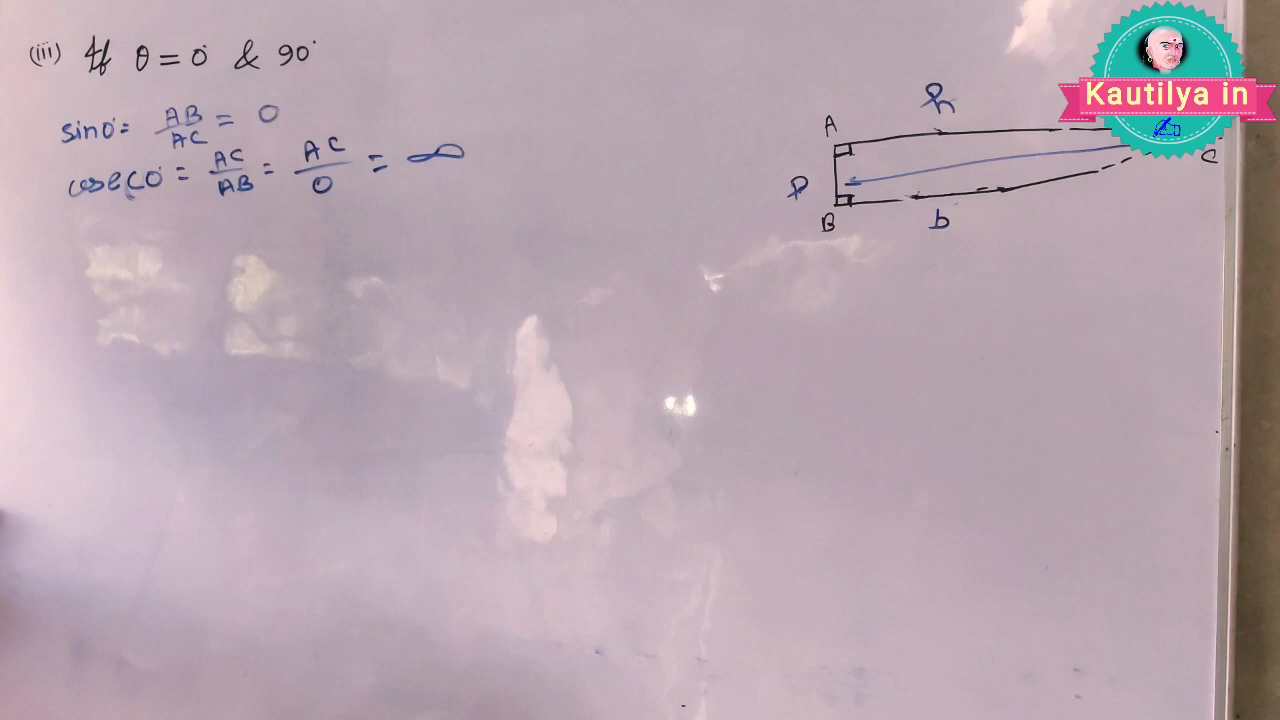 (iii) If θ = 0° & 90°
sin0° = AB/AC = 0
cosec0° = AC/AB = AC/0 = ∞
h
A
C
p
B
b
Kautilya in